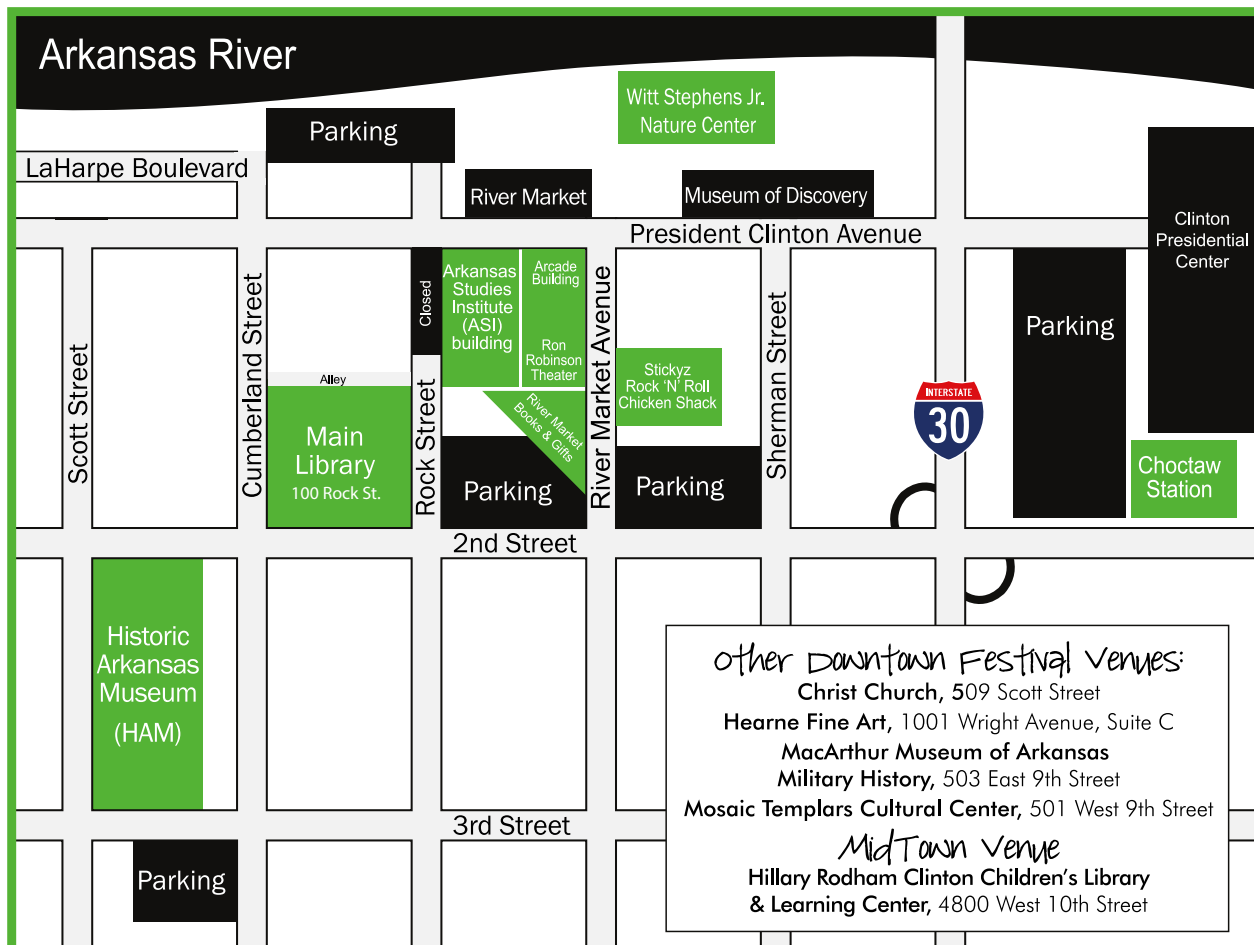 Arkansas River
Witt Stephens Jr.
Nature Center
Parking
LaHarpe Boulevard
River Market
Museum of Discovery
President Clinton Avenue
Clinton
Presidential
Center
Scott Street
Cumberland Street
Closed
Rock Street
Arkansas
Studies
Institute
(ASI)
building
Arcade
Building
Ron
Robinson
Theater
River Market Avenue
Stickyz
Rock ‘N’ Roll
Chicken Shack
Sherman Street
INTERSTATE
30
Parking
Alley
Main
Library
100 Rock St.
River Market
Books & Gifts
Parking
Parking
Choctaw
Station
2nd Street
Historic
Arkansas
Museum
(HAM)
3rd Street
Parking
Other Downtown Festival Venues:
Christ Church, 509 Scott Street
Hearne Fine Art, 1001 Wright Avenue, Suite C
MacArthur Museum of Arkansas
Military History, 503 East 9th Street
Mosaic Templars Cultural Center, 501 West 9th Street
MidTown Venue
Hillary Rodham Clinton Children’s Library
& Learning Center, 4800 West 10th Street